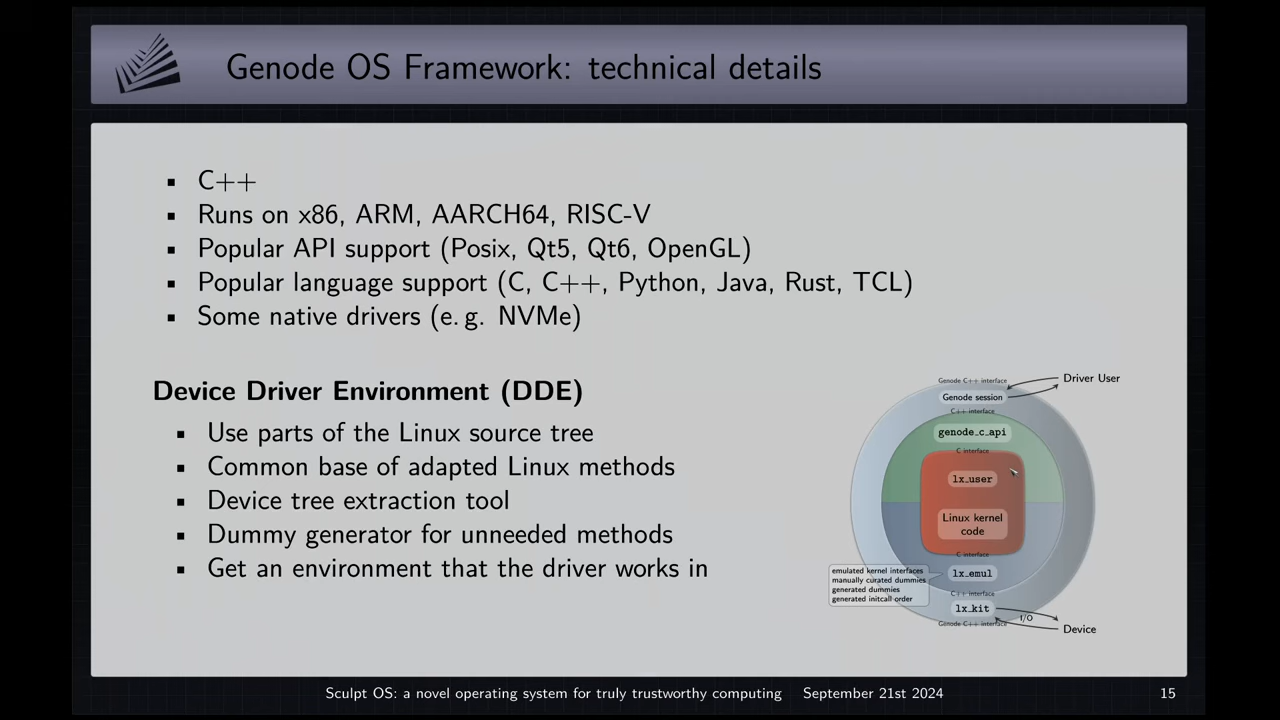 Genode OS Framework: technical details
C++
Runs on x86, ARM, AARCH64, RISC-V
Popular API support (Posix, Qt5, Qt6, OpenGL)
Popular language support (C, C++, Python, Java, Rust, TCL)
Some native drivers (e. g. NVMe)
Device Driver Environment (DDE)
Use parts of the Linux source tree
Common base of adapted Linux methods
Device tree extraction tool
Dummy generator for unneeded methods
Get an environment that the driver works in
Genode C++ interface
Driver User
Genode session
C++ interface
genode_c_api
C interface
lx_user
Linux kernel
code
C interface
emulated kernel interfaces
manually curated dummies
generated dummies
generated initcall order
lx_emul
C++ interface
lx_kit
I/O
Genode C++ interface
Device
Sculpt OS: a novel operating system for truly trustworthy computing September 21st 2024 15